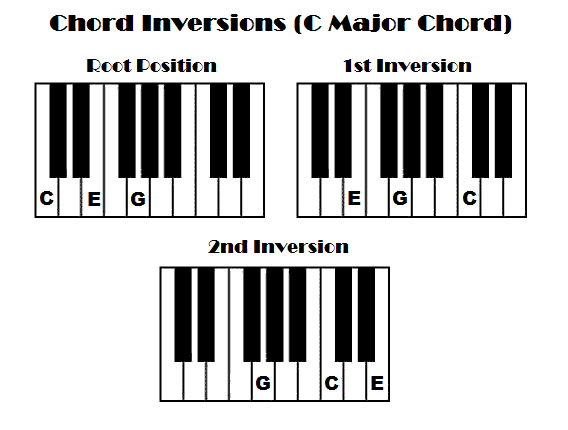 Chord Inversions (C Major Chord)
Root Position
C E G
1st Inversion
E G C
2nd Inversion
G C E